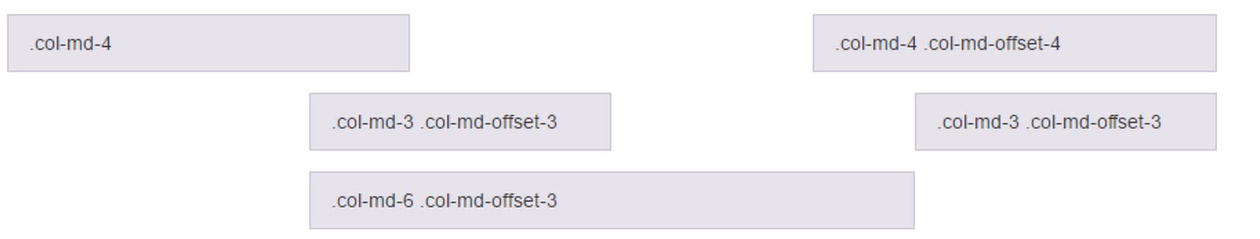 .col-md-4 .col-md-4 .col-md-offset-4
.col-md-3 .col-md-offset-3 .col-md-3 .col-md-offset-3
.col-md-6 .col-md-offset-3